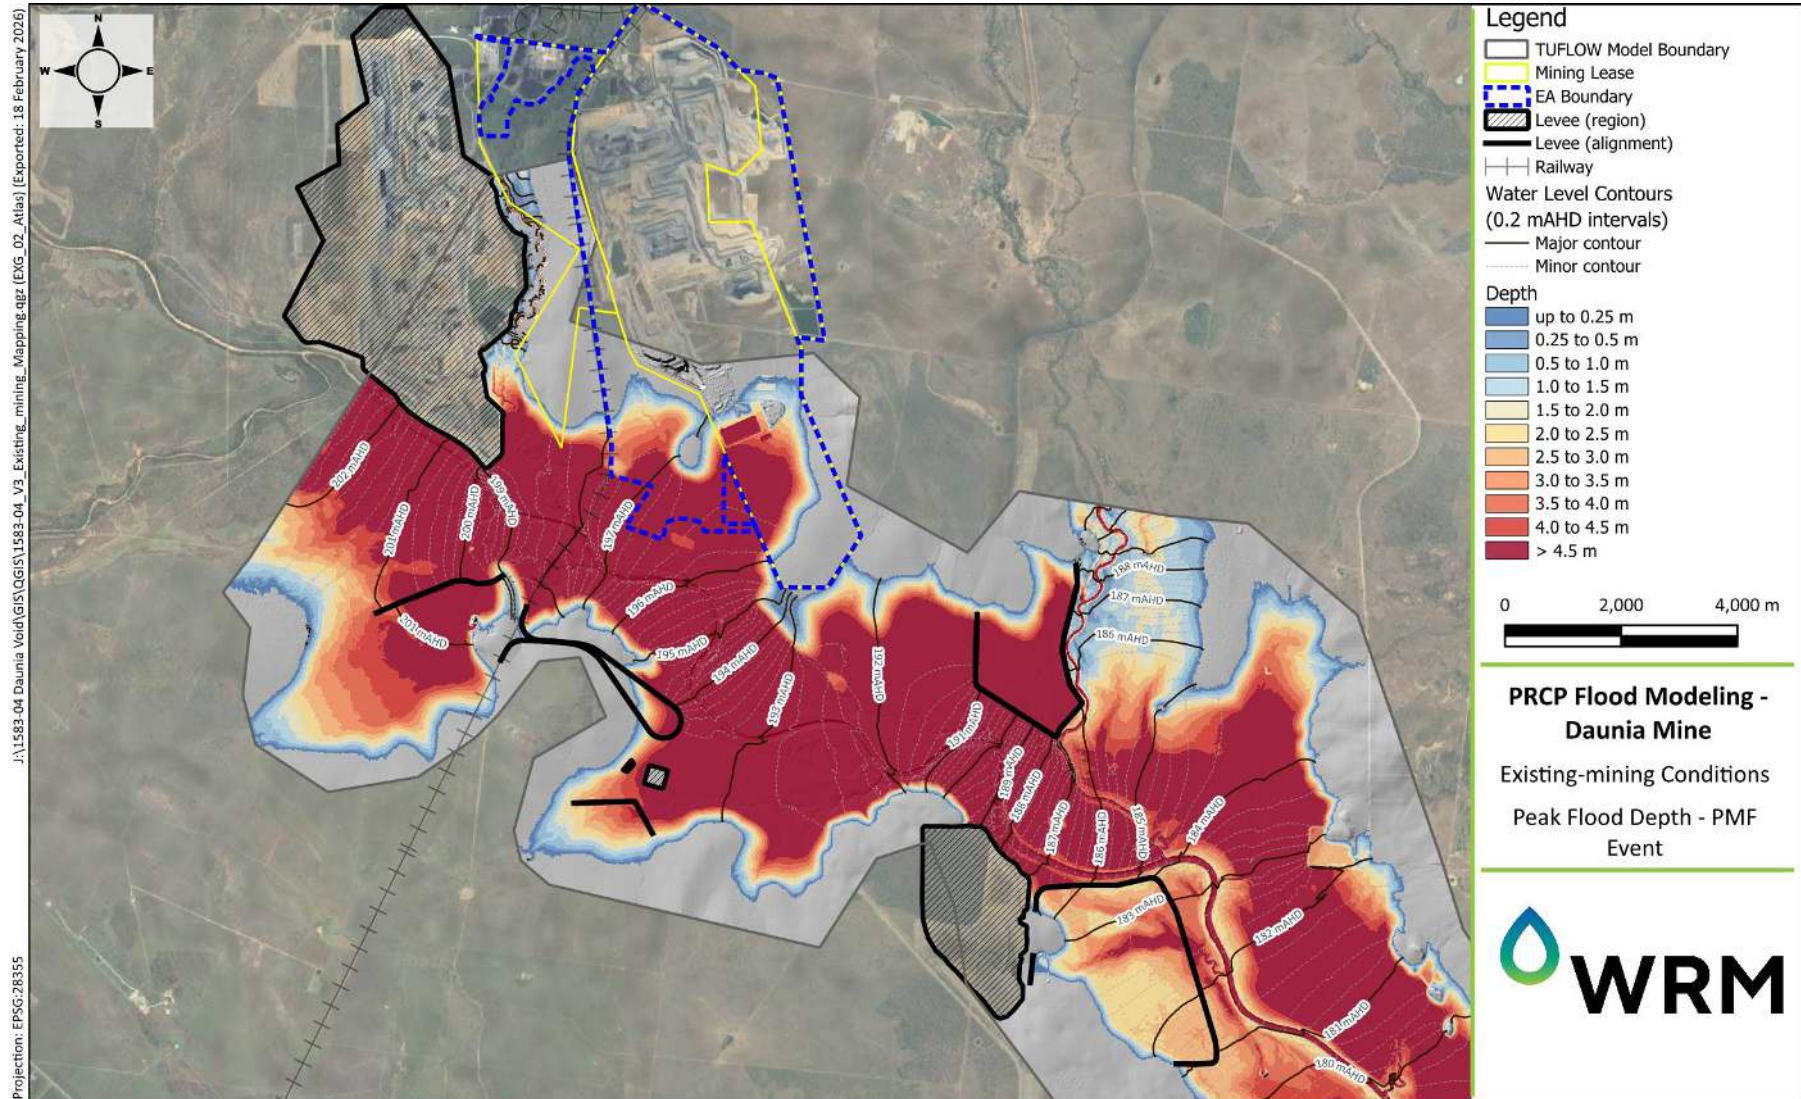 J:\1583-04 Daunia Void\GIS\QGIS\1583-04_V3_Existing_mining_Mapping.qgz (EXG_02_Atlas) (Exported: 18 February 2026)
Projection: EPSG:28355
N
W
E
S
202 mAHD
201 mAHD
200 mAHD
199 mAHD
197 mAHD
201 mAHD
196 mAHD
195 mAHD
194 mAHD
193 mAHD
192 mAHD
191 mAHD
189 mAHD
188 mAHD
187 mAHD
186 mAHD
185 mAHD
184 mAHD
188 mAHD
187 mAHD
186 mAHD
183 mAHD
182 mAHD
181 mAHD
180 mAHD
Legend
TUFLOW Model Boundary
Mining Lease
EA Boundary
Levee (region)
Levee (alignment)
Railway
Water Level Contours
(0.2 mAHD intervals)
Major contour
Minor contour
Depth
up to 0.25 m
0.25 to 0.5 m
0.5 to 1.0 m
1.0 to 1.5 m
1.5 to 2.0 m
2.0 to 2.5 m
2.5 to 3.0 m
3.0 to 3.5 m
3.5 to 4.0 m
4.0 to 4.5 m
> 4.5 m
0 2,000 4,000 m
PRCP Flood Modeling -
Daunia Mine
Existing-mining Conditions
Peak Flood Depth - PMF
Event
WRM